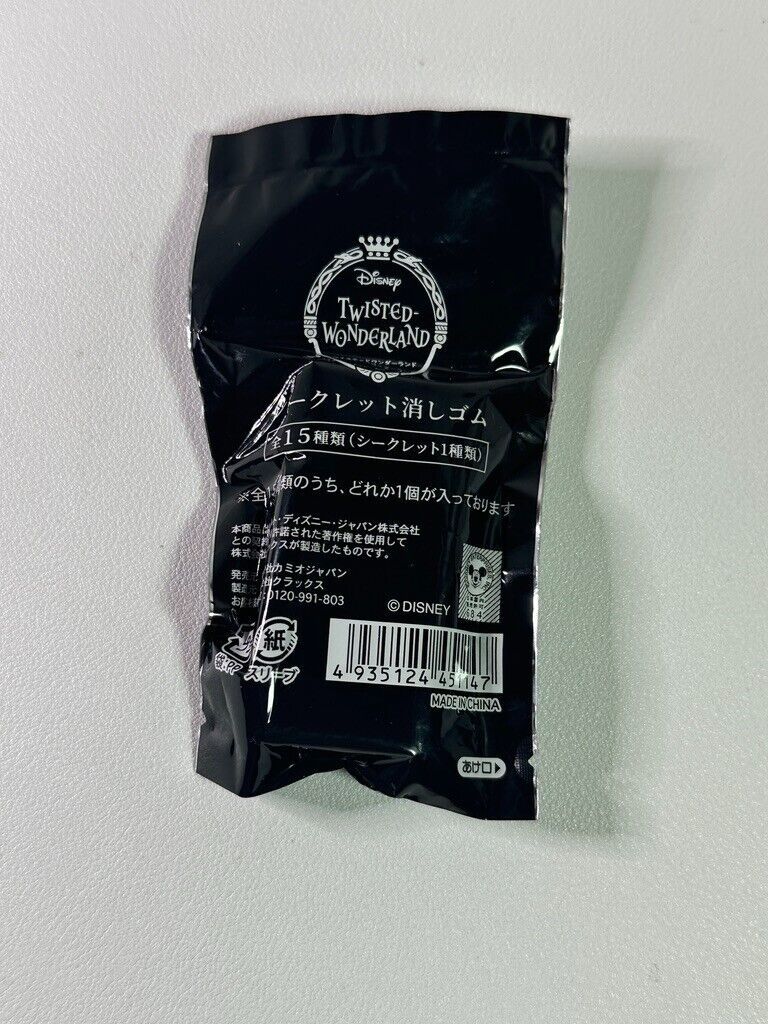 Disney
TWISTED-
WONDERLAND
ークレット消しゴム
全15種類(シークレット1種類)
類のうち、どれか1個が入っております
本商品は
ディズニー・ジャパン株式会社
との
許諾された著作権を使用して
株式会
クスが製造したものです。
発売
カミオジャパン
製造
クラックス
0120-991-803
© DISNEY
紙
袋:PP
スリーブ
4 935124 451147
MADE IN CHINA
あけ口